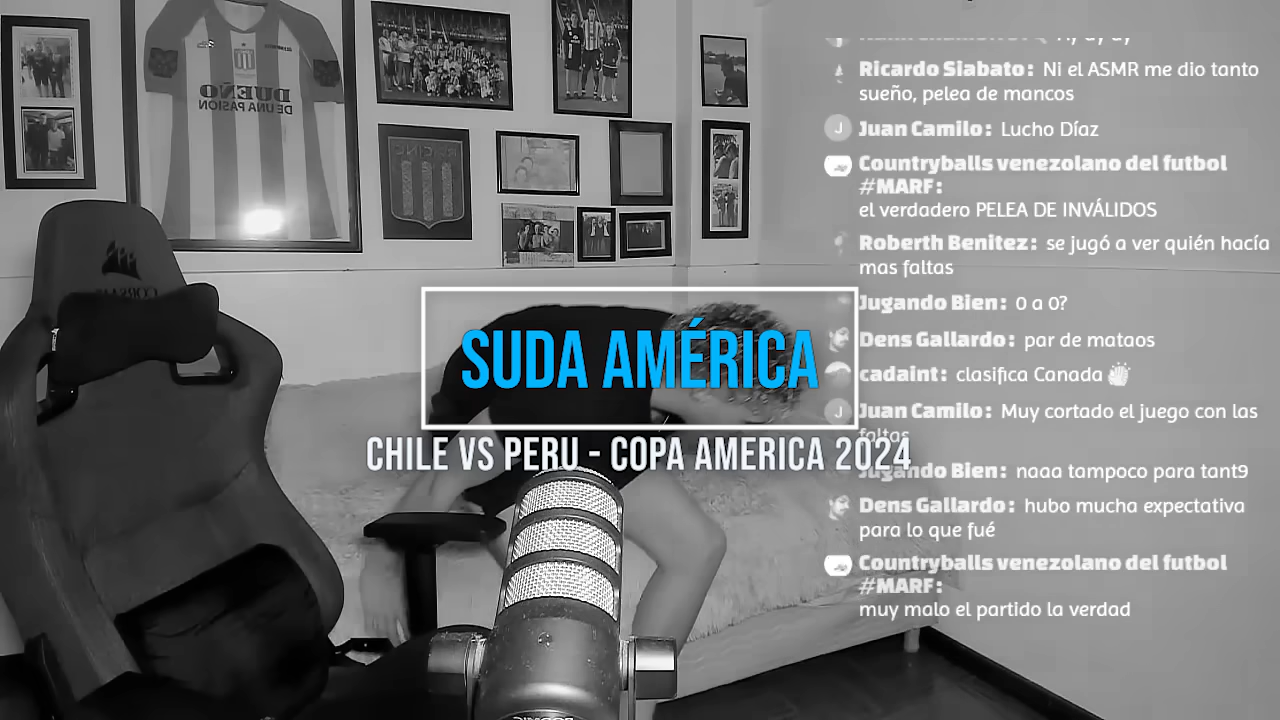 DUEÑO
DE UNA PASIÓN
RACING
CORSAIR
SUDA AMÉRICA
CHILE VS PERU - COPA AMERICA 2024
Ricardo Siabato: Ni el ASMR me dio tanto
sueño, pelea de mancos
J Juan Camilo: Lucho Díaz
Countryballs venezolano del futbol
#MARF:
el verdadero PELEA DE INVÁLIDOS
Roberth Benitez: se jugó a ver quién hacía
mas faltas
Jugando Bien: 0 a 0?
Dens Gallardo: par de mataos
cadaint: clasifica Canada 👏
J Juan Camilo: Muy cortado el juego con las
faltas
Jugando Bien: naaa tampoco para tant9
Dens Gallardo: hubo mucha expectativa
para lo que fué
Countryballs venezolano del futbol
#MARF:
muy malo el partido la verdad